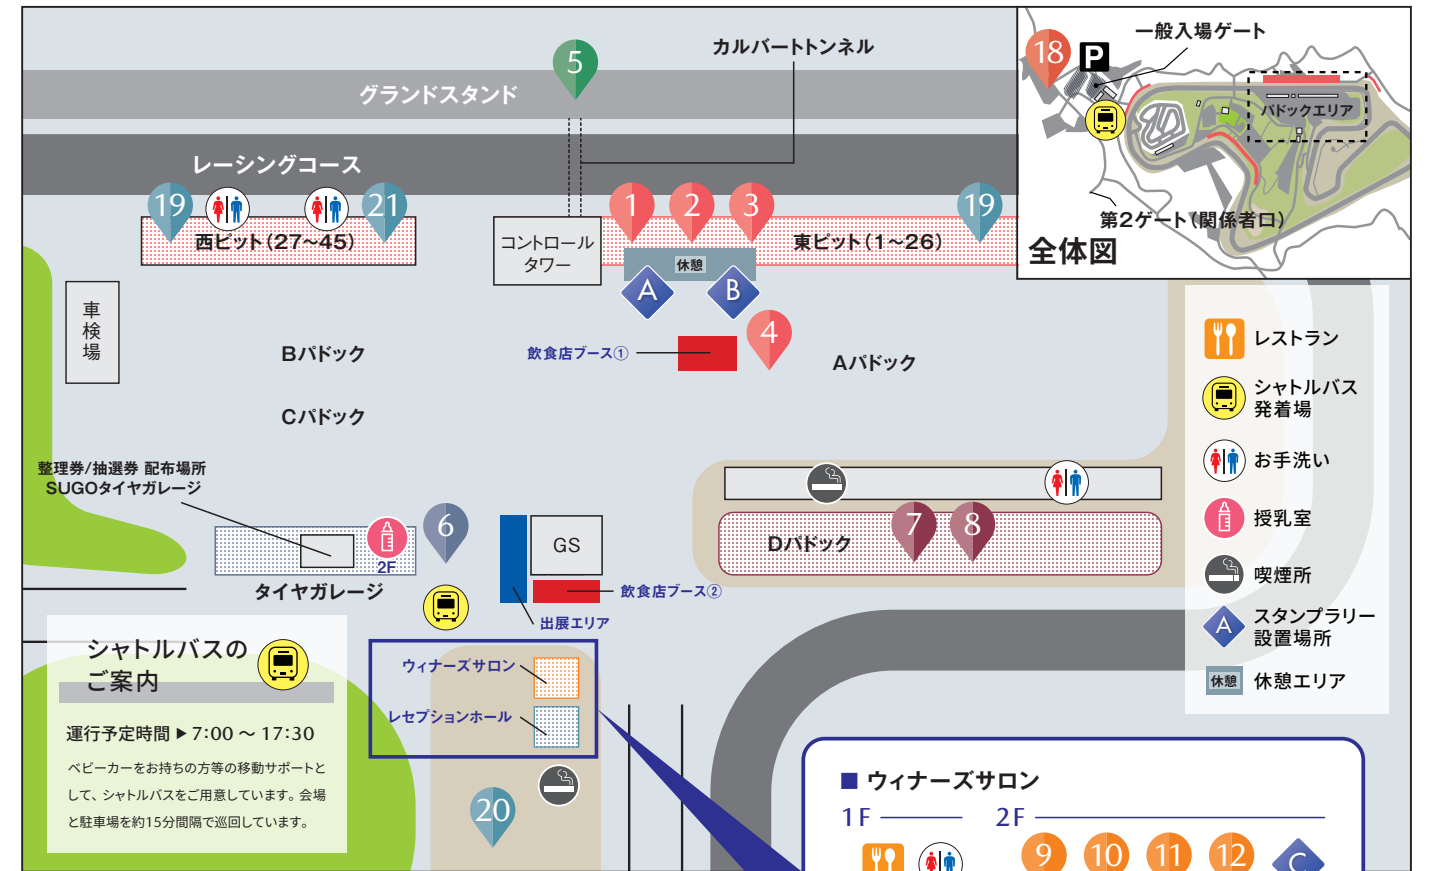 カルバートトンネル
5
グランドスタンド
レーシングコース
19
21
1
2
3
19
西ピット(27〜45)
コントロール
タワー
東ピット(1〜26)
休憩
A
B
車検場
Bパドック
Cパドック
飲食店ブース①
4
Aパドック
整理券/抽選券 配布場所
SUGOタイヤガレージ
2F
タイヤガレージ
6
GS
飲食店ブース②
出展エリア
Dパドック
7
8
ウィナーズサロン
レセプションホール
20
シャトルバスの
ご案内
運行予定時間 ▶ 7:00 〜 17:30
ベビーカーをお持ちの方等の移動サポートと
して、シャトルバスをご用意しています。会場
と駐車場を約15分間隔で巡回しています。
18
P
一般入場ゲート
パドックエリア
第2ゲート(関係者口)
全体図
レストラン
シャトルバス
発着場
お手洗い
授乳室
喫煙所
A
スタンプラリー
設置場所
休憩
休憩エリア
■ ウィナーズサロン
1F
2F
9
10
11
12
C